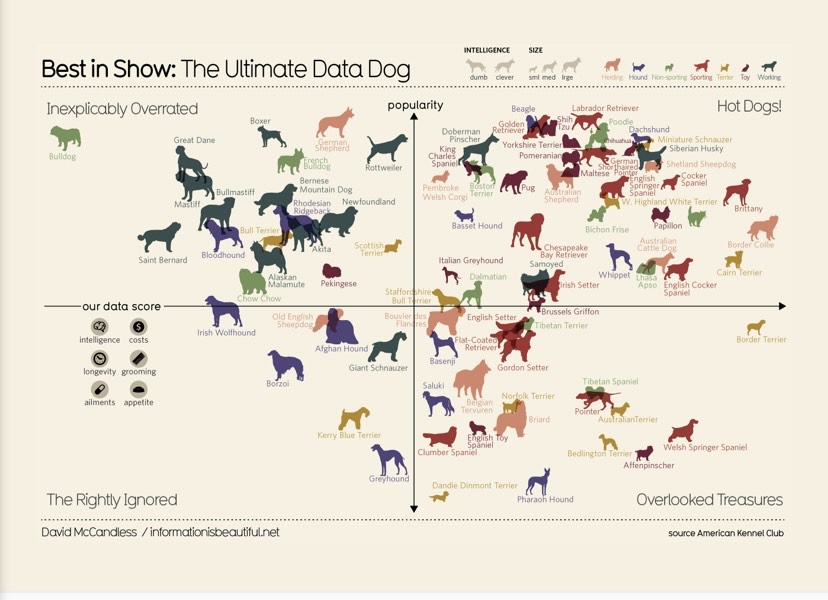 INTELLIGENCE
SIZE
dumb clever
sml med lrge
Herding Hound Non-sporting Sporting Terrier Toy Working
Best in Show: The Ultimate Data Dog
Inexplicably Overrated
popularity
Hot Dogs!
Bulldog
Great Dane
Boxer
German
Shepherd
Rottweiler
French
Bulldog
Mastiff
Bullmastiff
Bernese
Mountain Dog
Rhodesian
Ridgeback
Newfoundland
Saint Bernard
Bloodhound
Bull Terrier
Akita
Scottish
Terrier
Alaskan
Malamute
Pekingese
Chow Chow
Beagle
Labrador Retriever
Golden
Retriever
Shih
Tzu
Poodle
Dachshund
Doberman
Pinscher
Yorkshire Terrier
Chihuahua
Miniature Schnauzer
Siberian Husky
King
Charles
Spaniel
Pomeranian
Maltese
German
Shorthaired
Pointer
Shetland Sheepdog
Pembroke
Welsh Corgi
Boston
Terrier
Pug
Australian
Shepherd
English
Springer
Spaniel
Cocker
Spaniel
Brittany
Basset Hound
W. Highland White Terrier
Bichon Frise
Papillon
Border Collie
Chesapeake
Bay Retriever
Whippet
Australian
Cattle Dog
Lhasa
Apso
English Cocker
Spaniel
Cairn Terrier
Italian Greyhound
Samoyed
Dalmatian
Irish Setter
Staffordshire
Bull Terrier
our data score
intelligence costs
longevity grooming
ailments appetite
Irish Wolfhound
Old English
Sheepdog
Afghan Hound
Giant Schnauzer
Borzoi
Kerry Blue Terrier
Greyhound
Bouvier des
Flandres
English Setter
Brussels Griffon
Tibetan Terrier
Border Terrier
Basenji
Flat-Coated
Retriever
Gordon Setter
Saluki
Belgian
Tervuren
Norfolk Terrier
Briard
Tibetan Spaniel
Pointer
AustralianTerrier
Clumber Spaniel
English Toy
Spaniel
Bedlington Terrier
Welsh Springer Spaniel
Affenpinscher
Dandie Dinmont Terrier
Pharaoh Hound
The Rightly Ignored
Overlooked Treasures
David McCandless / informationisbeautiful.net
source American Kennel Club